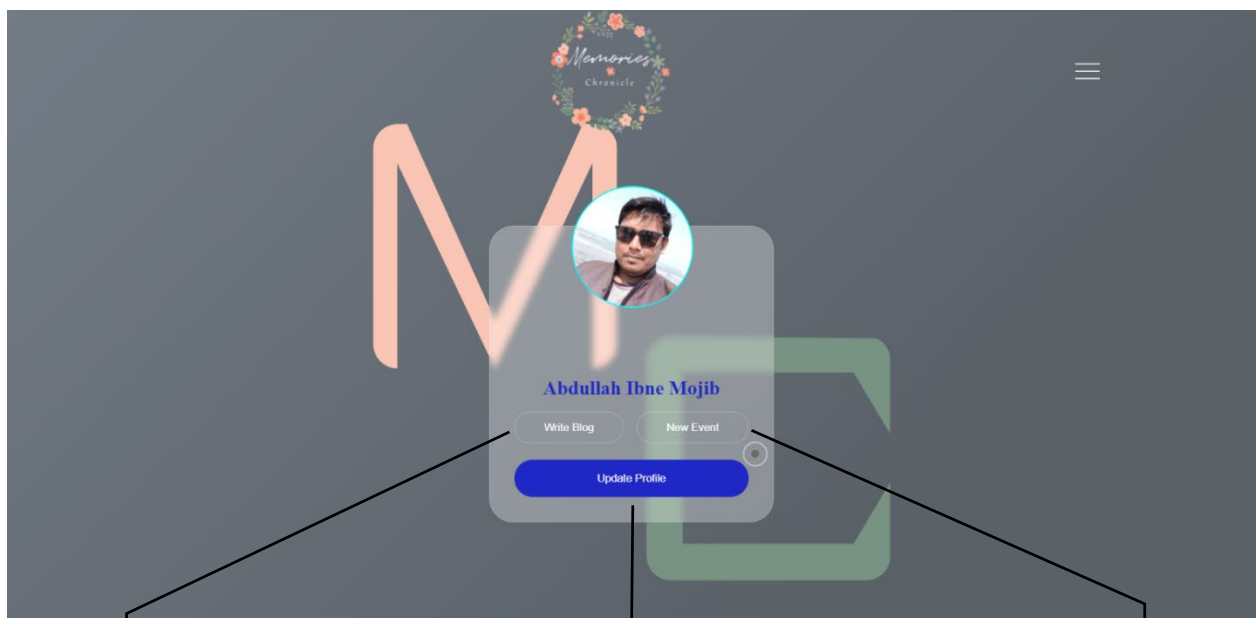 Memories
Chronicle
M
Abdullah Ibne Mojib
Write Blog New Event
Update Profile